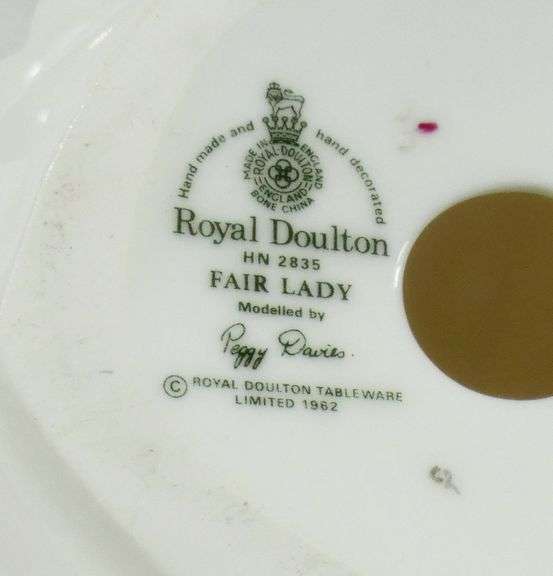 Hand made and hand decorated
MADE IN ENGLAND
ROYAL DOULTON
ENGLAND
BONE CHINA
Royal Doulton
HN 2835
FAIR LADY
Modelled by
Peggy Davies.
© ROYAL DOULTON TABLEWARE
LIMITED 1962